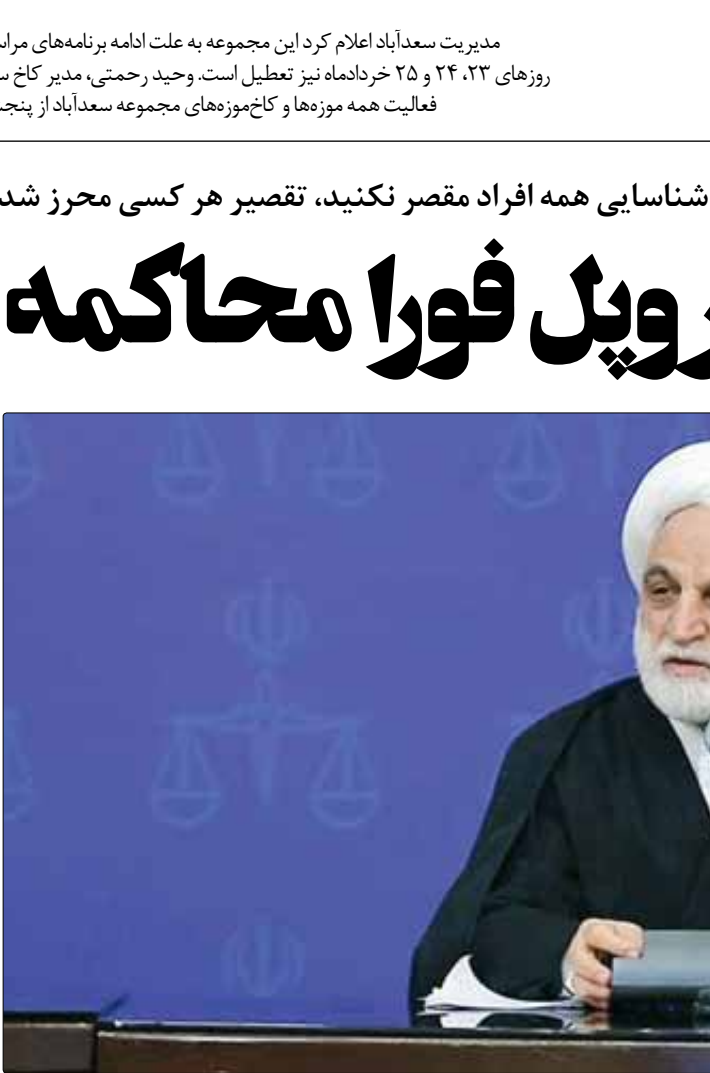 مدیریت سعدآباد اعلام کرد این مجموعه به علت ادامه برنامه‌های
روزهای ۲۳، ۲۴ و ۲۵ خردادماه نیز تعطیل است. وحید رحمتی، مدیر کاخ
فعالیت همه موزه‌ها و کاخ‌موزه‌های مجموعه سعدآباد از
شناسایی همه افراد مقصر نکنید، تقصیر هر کسی محرز شد
فورا محاکمه